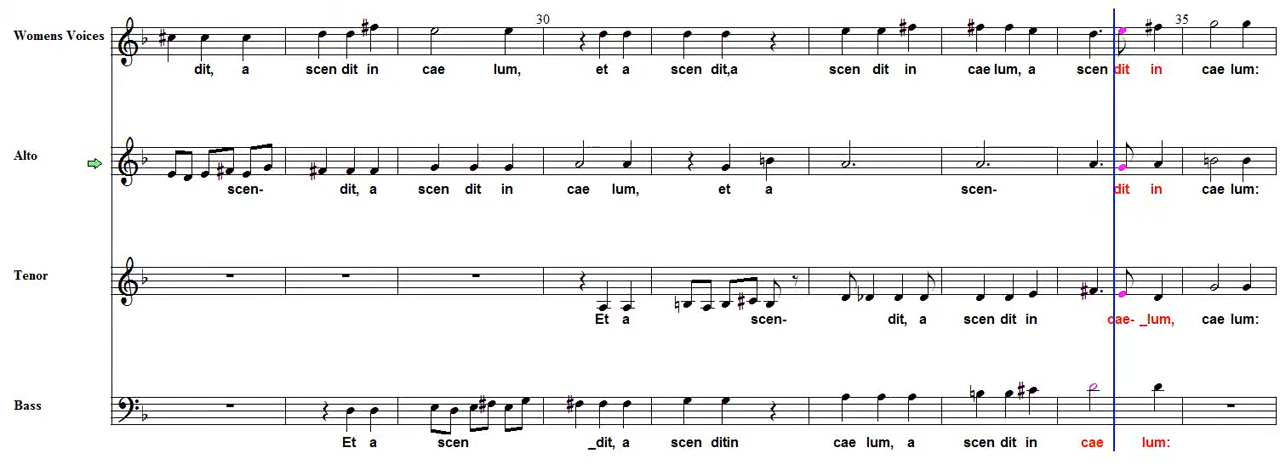 30
35
Womens Voices
dit, a scen dit in cae lum, et a scen dit,a scen dit in cae lum, a scen dit in cae lum:
Alto
scen- dit, a scen dit in cae lum, et a scen- dit in cae lum:
Tenor
Et a scen- dit, a scen dit in cae- _lum, cae lum:
Bass
Et a scen _dit, a scen ditin cae lum, a scen dit in cae lum: